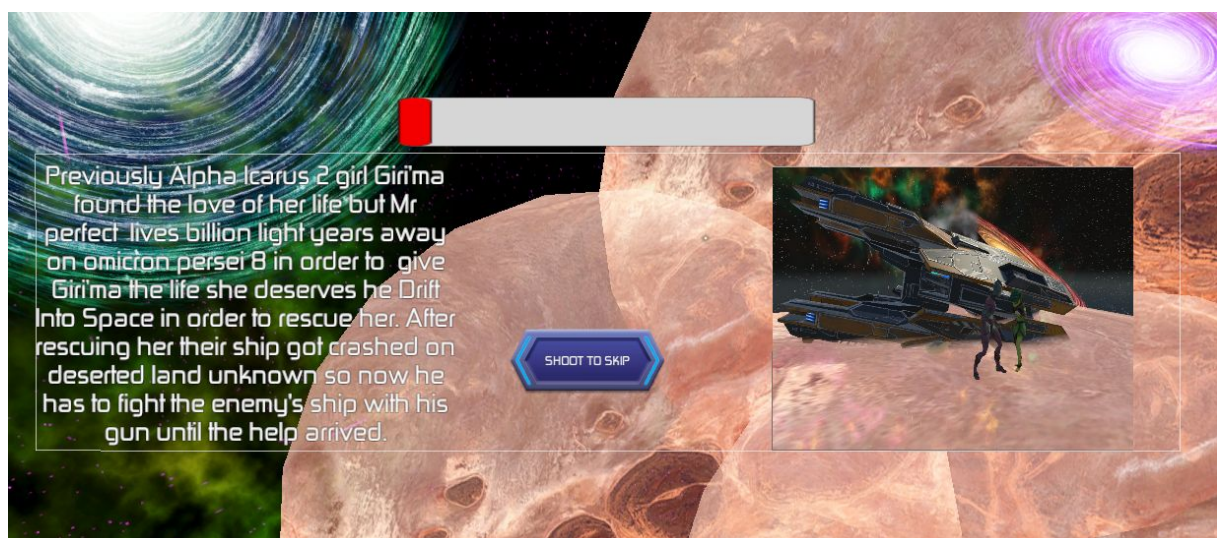 Previously Alpha Icarus 2 girl Giri'ma
found the love of her life but Mr
perfect lives billion light years away
on omicron persei 8 in order to give
Giri'ma the life she deserves he Drift
Into Space in order to rescue her. After
rescuing her their ship got crashed on
deserted land unknown so now he
has to fight the enemy's ship with his
gun until the help arrived.
SHOOT TO SKIP